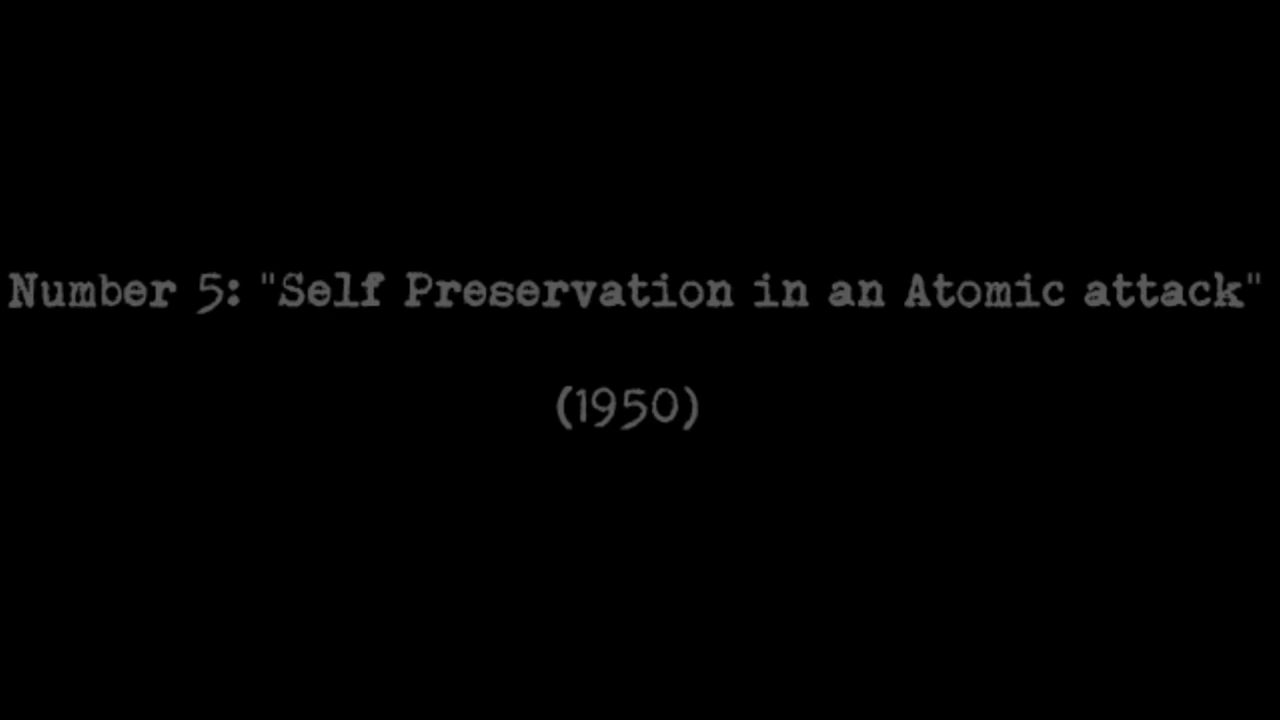 Number 5: "Self Preservation in an Atomic attack"
(1950)